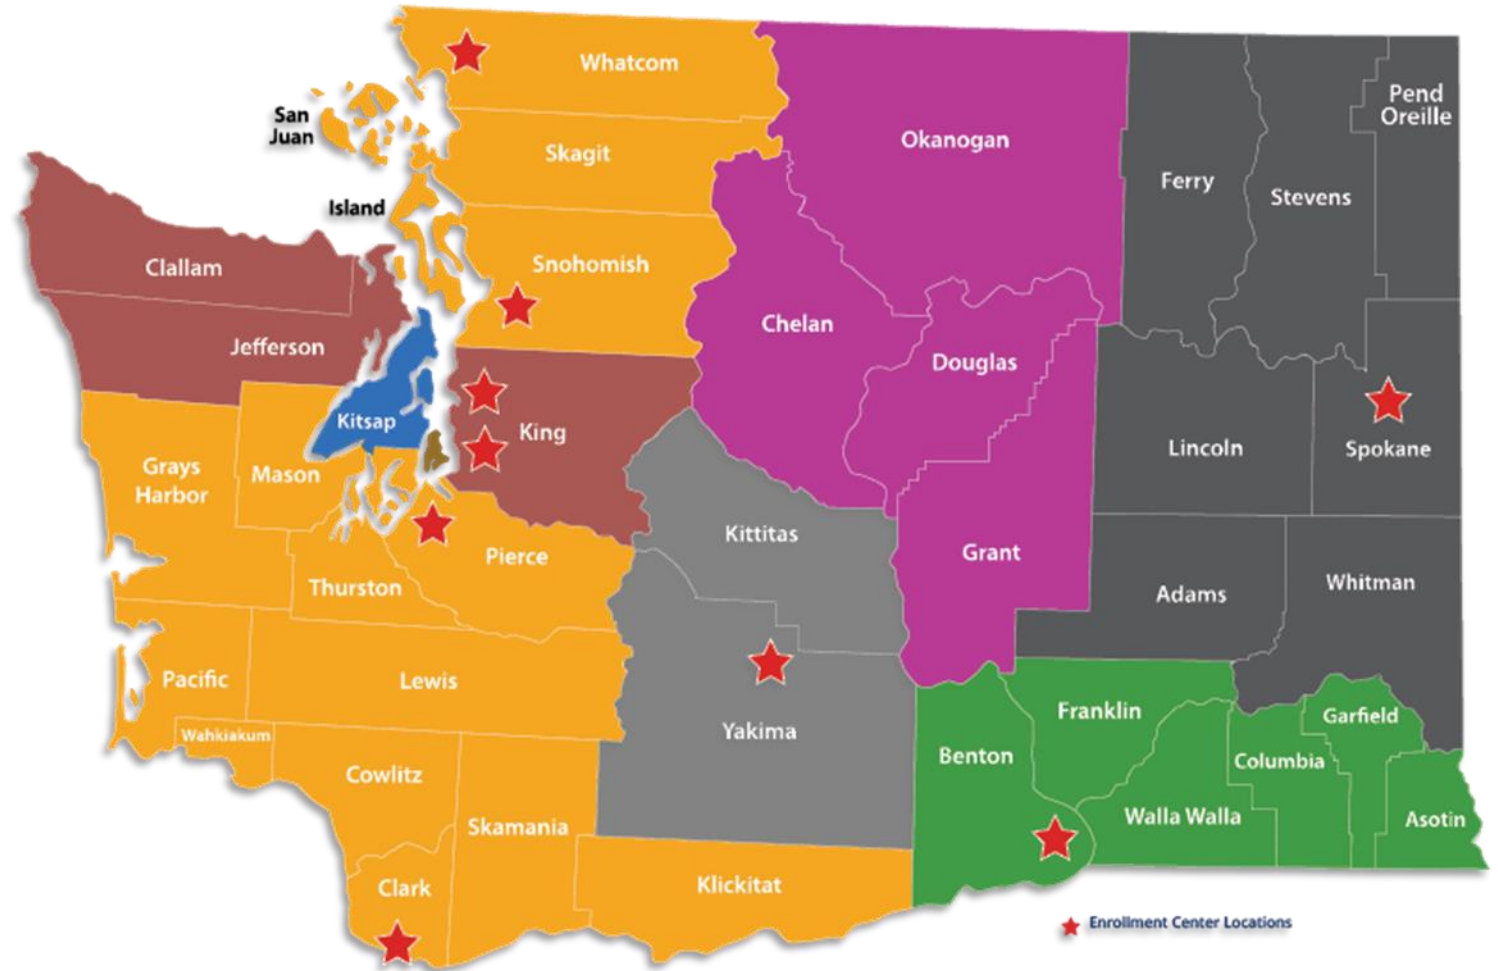 Whatcom
San
Juan
Skagit
Island
Snohomish
Clallam
Jefferson
Kitsap
King
Grays
Harbor
Mason
Pierce
Thurston
Pacific
Lewis
Wahkiakum
Cowlitz
Skamania
Clark
Klickitat
Okanogan
Chelan
Douglas
Grant
Kittitas
Yakima
Ferry
Stevens
Pend
Oreille
Lincoln
Spokane
Adams
Whitman
Franklin
Benton
Walla Walla
Columbia
Garfield
Asotin
Enrollment Center Locations